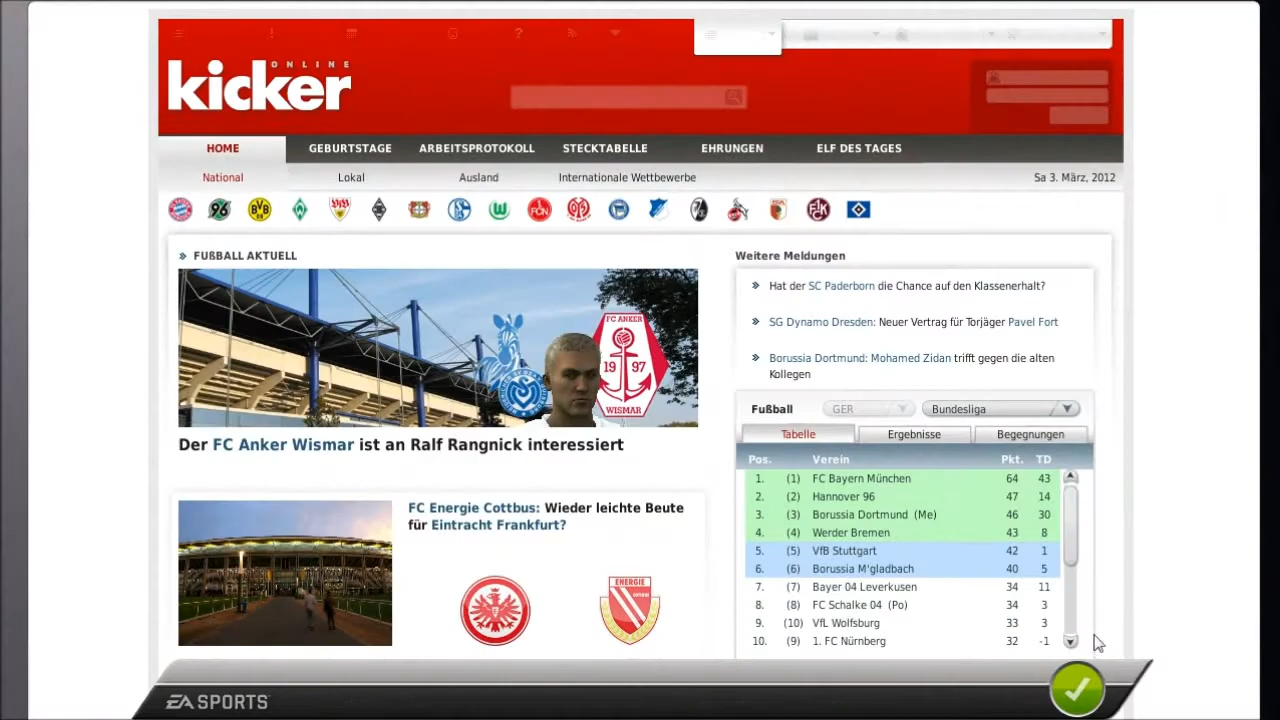 ONLINE
kicker
HOME GEBURTSTAGE ARBEITSPROTOKOLL STECKTABELLE EHRUNGEN ELF DES TAGES
National Lokal Ausland Internationale Wettbewerbe Sa 3. März, 2012
» FUßBALL AKTUELL
FC ANKER
19 97
WISMAR
Der FC Anker Wismar ist an Ralf Rangnick interessiert
FC Energie Cottbus: Wieder leichte Beute
für Eintracht Frankfurt?
ENERGIE
Weitere Meldungen
» Hat der SC Paderborn die Chance auf den Klassenerhalt?
» SG Dynamo Dresden: Neuer Vertrag für Torjäger Pavel Fort
» Borussia Dortmund: Mohamed Zidan trifft gegen die alten
Kollegen
Fußball GER Bundesliga
Tabelle Ergebnisse Begegnungen
Pos. Verein Pkt. TD
1. (1) FC Bayern München 64 43
2. (2) Hannover 96 47 14
3. (3) Borussia Dortmund (Me) 46 30
4. (4) Werder Bremen 43 8
5. (5) VfB Stuttgart 42 1
6. (6) Borussia M'gladbach 40 5
7. (7) Bayer 04 Leverkusen 34 11
8. (8) FC Schalke 04 (Po) 34 3
9. (10) VfL Wolfsburg 33 3
10. (9) 1. FC Nürnberg 32 -1
EA SPORTS